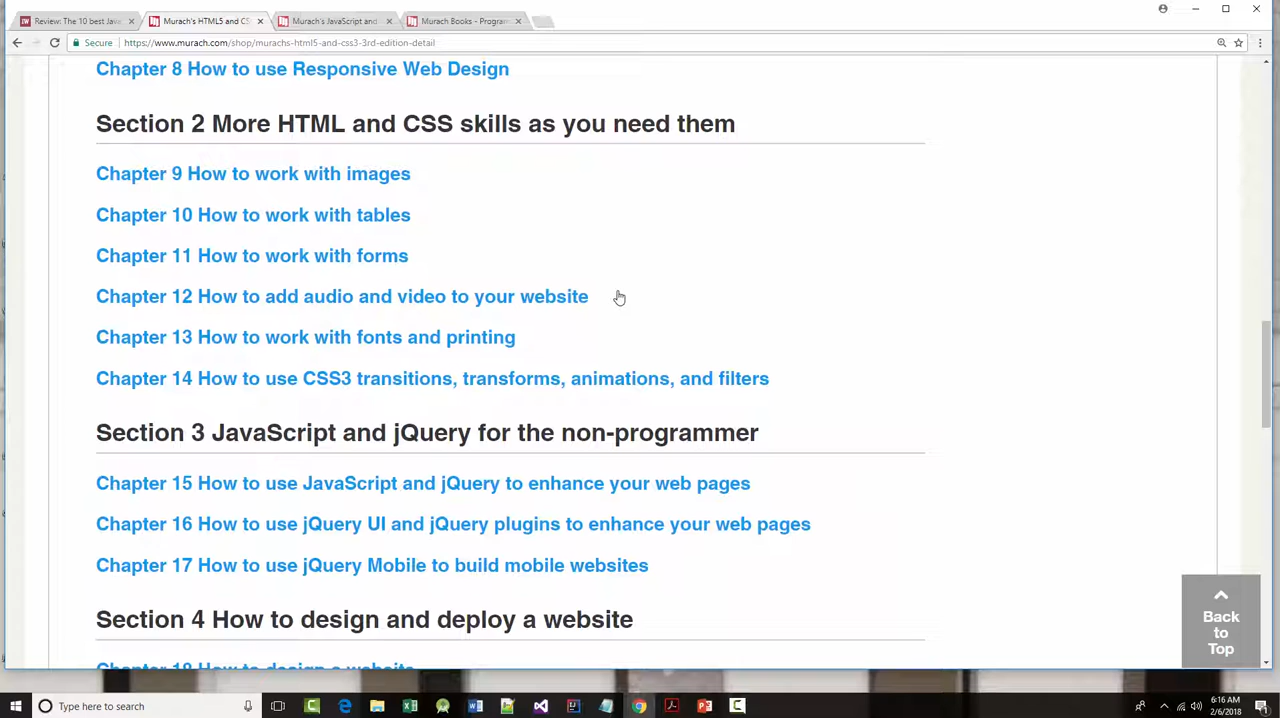 Review: The 10 best Jav
Murach's HTML5 and CS
Murach's JavaScript and
Murach Books - Program
Secure
https://www.murach.com/shop/murachs-html5-and-css3-3rd-edition-detail
Chapter 8 How to use Responsive Web Design
Section 2 More HTML and CSS skills as you need them
Chapter 9 How to work with images
Chapter 10 How to work with tables
Chapter 11 How to work with forms
Chapter 12 How to add audio and video to your website
Chapter 13 How to work with fonts and printing
Chapter 14 How to use CSS3 transitions, transforms, animations, and filters
Section 3 JavaScript and jQuery for the non-programmer
Chapter 15 How to use JavaScript and jQuery to enhance your web pages
Chapter 16 How to use jQuery UI and jQuery plugins to enhance your web pages
Chapter 17 How to use jQuery Mobile to build mobile websites
Section 4 How to design and deploy a website
Chapter 18 How to design a website
Back
to
Top
Type here to search
6:16 AM
2/6/2018